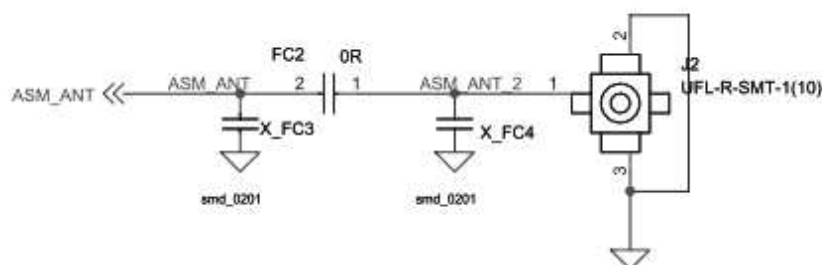 FC2 0R
ASM_ANT
ASM_ANT
2
1
ASM_ANT_2
1
2
J2
UFL-R-SMT-1(10)
X_FC3
X_FC4
3
smd_0201
smd_0201